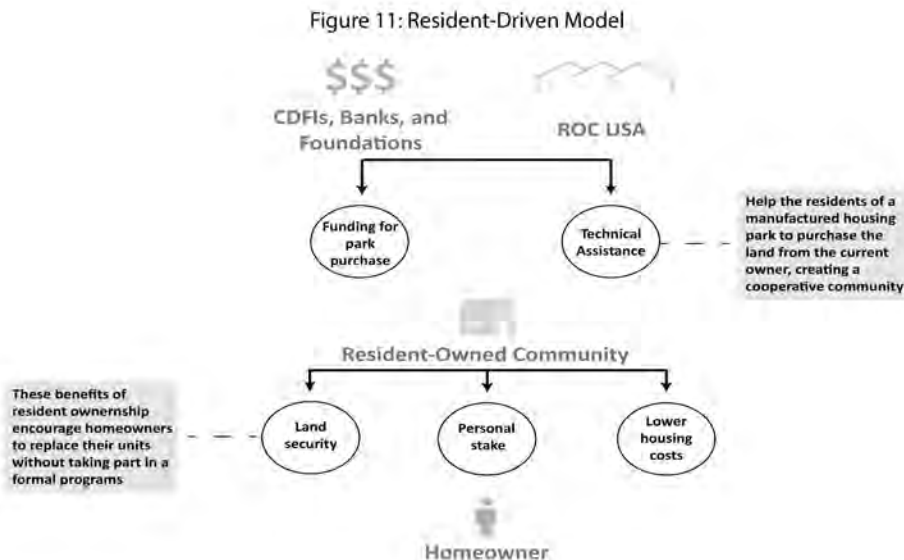 Figure 11: Resident-Driven Model
$$$
CDFIs, Banks, and
Foundations
ROC USA
Funding for
park
purchase
Technical
Assistance
Help the residents of a
manufactured housing
park to purchase the
land from the current
owner, creating a
cooperative community
Resident-Owned Community
These benefits of
resident ownernship
encourage homeowners
to replace their units
without taking part in a
formal programs
Land
security
Personal
stake
Lower
housing
costs
Homeowner